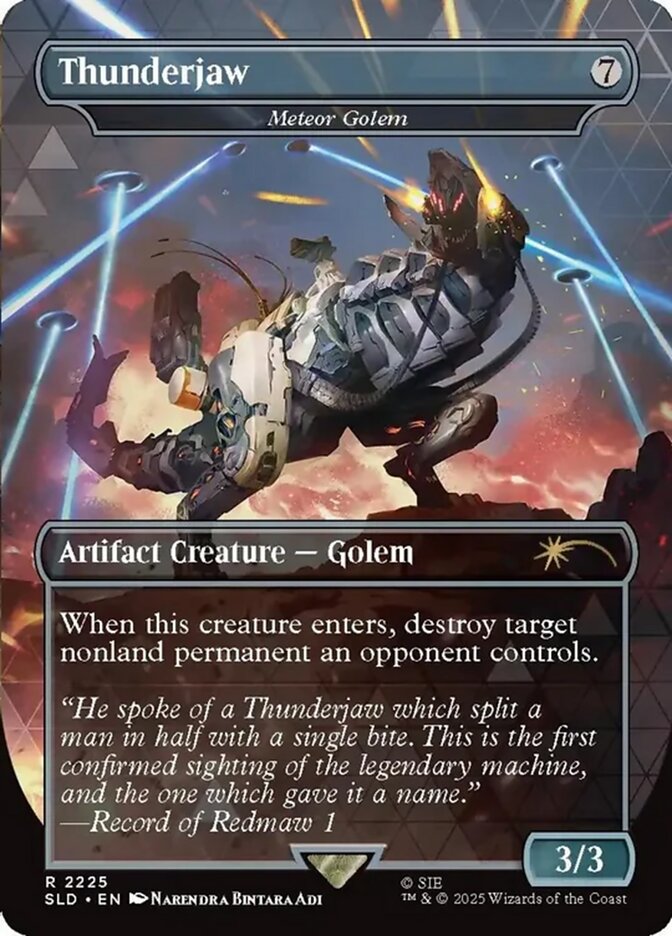 Thunderjaw 7
Meteor Golem
Artifact Creature — Golem
When this creature enters, destroy target
nonland permanent an opponent controls.
“He spoke of a Thunderjaw which split a
man in half with a single bite. This is the first
confirmed sighting of the legendary machine,
and the one which gave it a name.”
—Record of Redmaw 1
3/3
R 2225
SLD • EN Narendra Bintara Adi
© SIE
™ & © 2025 Wizards of the Coast